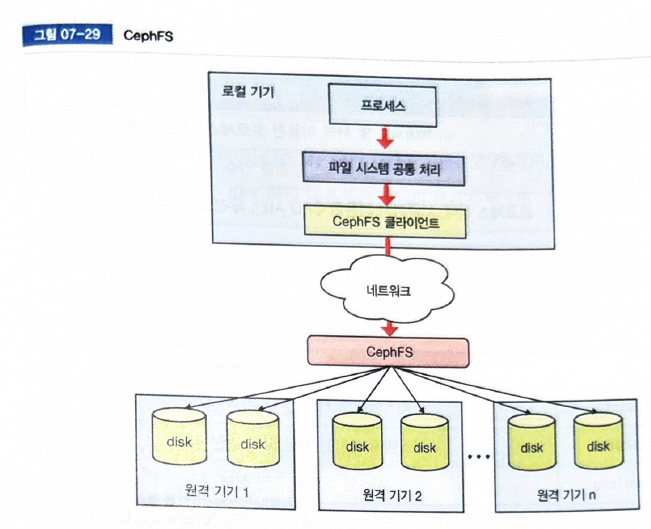 그림 07-29 CephFS
로컬 기기
프로세스
파일 시스템 공통 처리
CephFS 클라이언트
네트워크
CephFS
disk disk disk disk ... disk disk
원격 기기 1 원격 기기 2 원격 기기 n